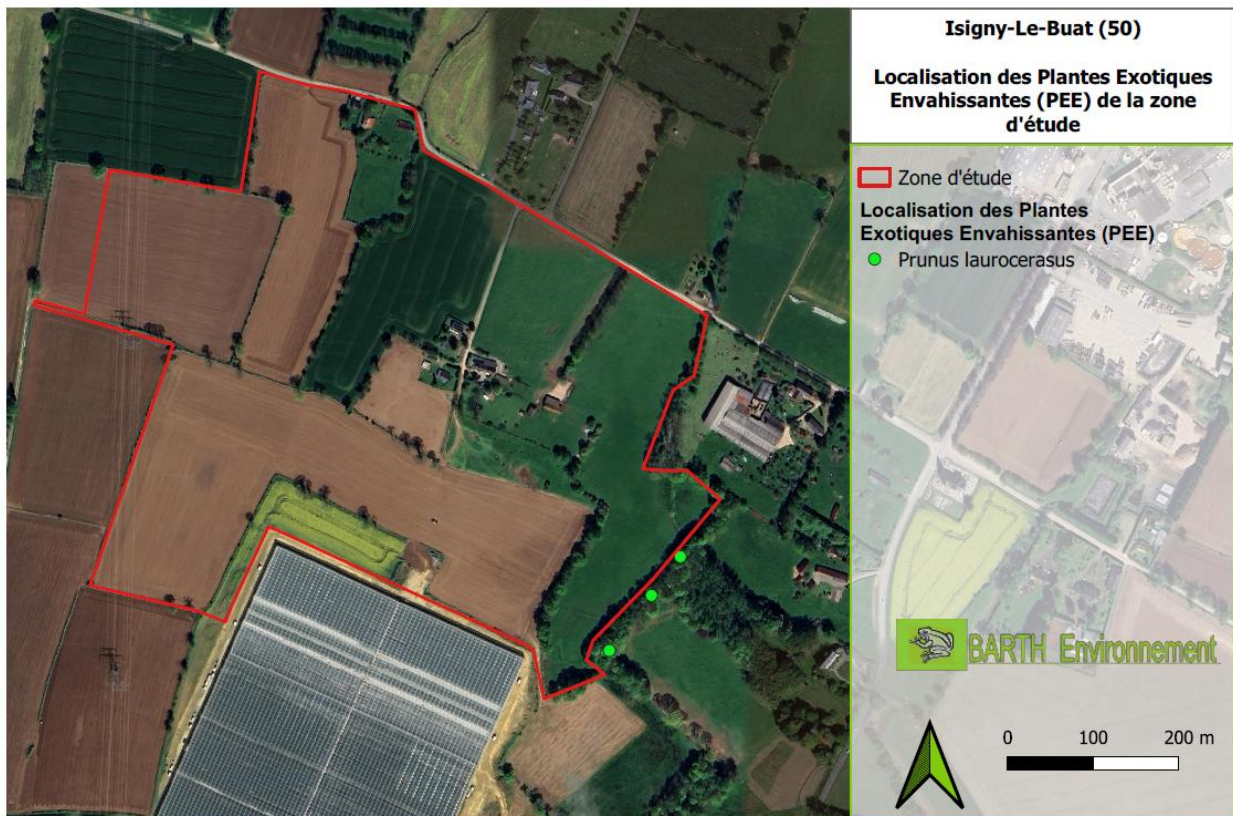 Isigny-Le-Buat (50)
Localisation des Plantes Exotiques
Envahissantes (PEE) de la zone
d'étude
Zone d'étude
Localisation des Plantes
Exotiques Envahissantes (PEE)
Prunus laurocerasus
BARTH Environnement
0 100 200 m